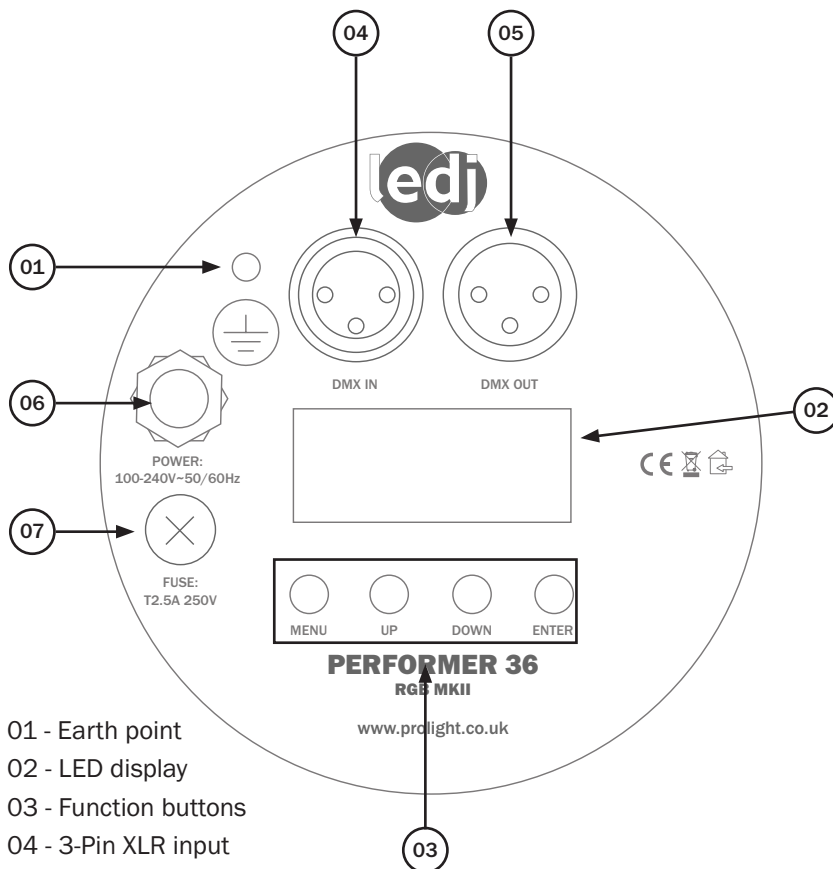 04
05
ledj
01
DMX IN
DMX OUT
06
02
POWER:
100-240V~50/60Hz
CE
07
FUSE:
T2.5A 250V
MENU
UP
DOWN
ENTER
PERFORMER 36
RGB MKII
www.prolight.co.uk
01 - Earth point
02 - LED display
03 - Function buttons
04 - 3-Pin XLR input
03